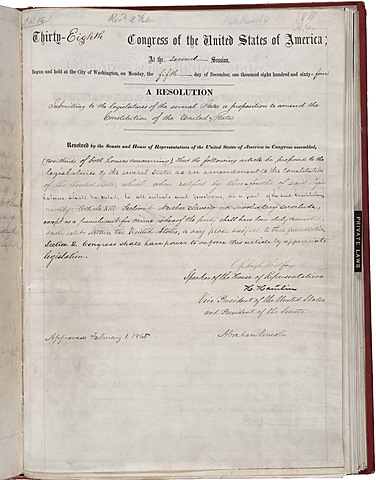 Thirty-Eighth Congress of the United States of America;
At the second Session,
Begun and held at the City of Washington, on Monday, the fifth day of December, one thousand eight hundred and sixty-four
A RESOLUTION
Submitting to the legislatures of the several States a proposition to amend the
Constitution of the United States.
Resolved by the Senate and House of Representatives of the United States of America in Congress assembled,
(two-thirds of both houses concurring), That the following article be proposed to the
legislatures of the several States as an amendment to the Constitution
of the United States, which, when ratified by three-fourths of said legis-
latures shall be valid, to all intents and purposes, as a part of the said Constitution,
namely: Article XIII. Section 1. Neither slavery nor involuntary servitude,
except as a punishment for crime whereof the party shall have been duly convicted,
shall exist within the United States, or any place subject to their jurisdiction.
Section 2. Congress shall have power to enforce this article by appropriate
legislation.
Speaker of the House of Representatives
H. Hamlin
Vice President of the United States
and President of the Senate
Approved February 1, 1865.
Abraham Lincoln
PRIVATE LAWS